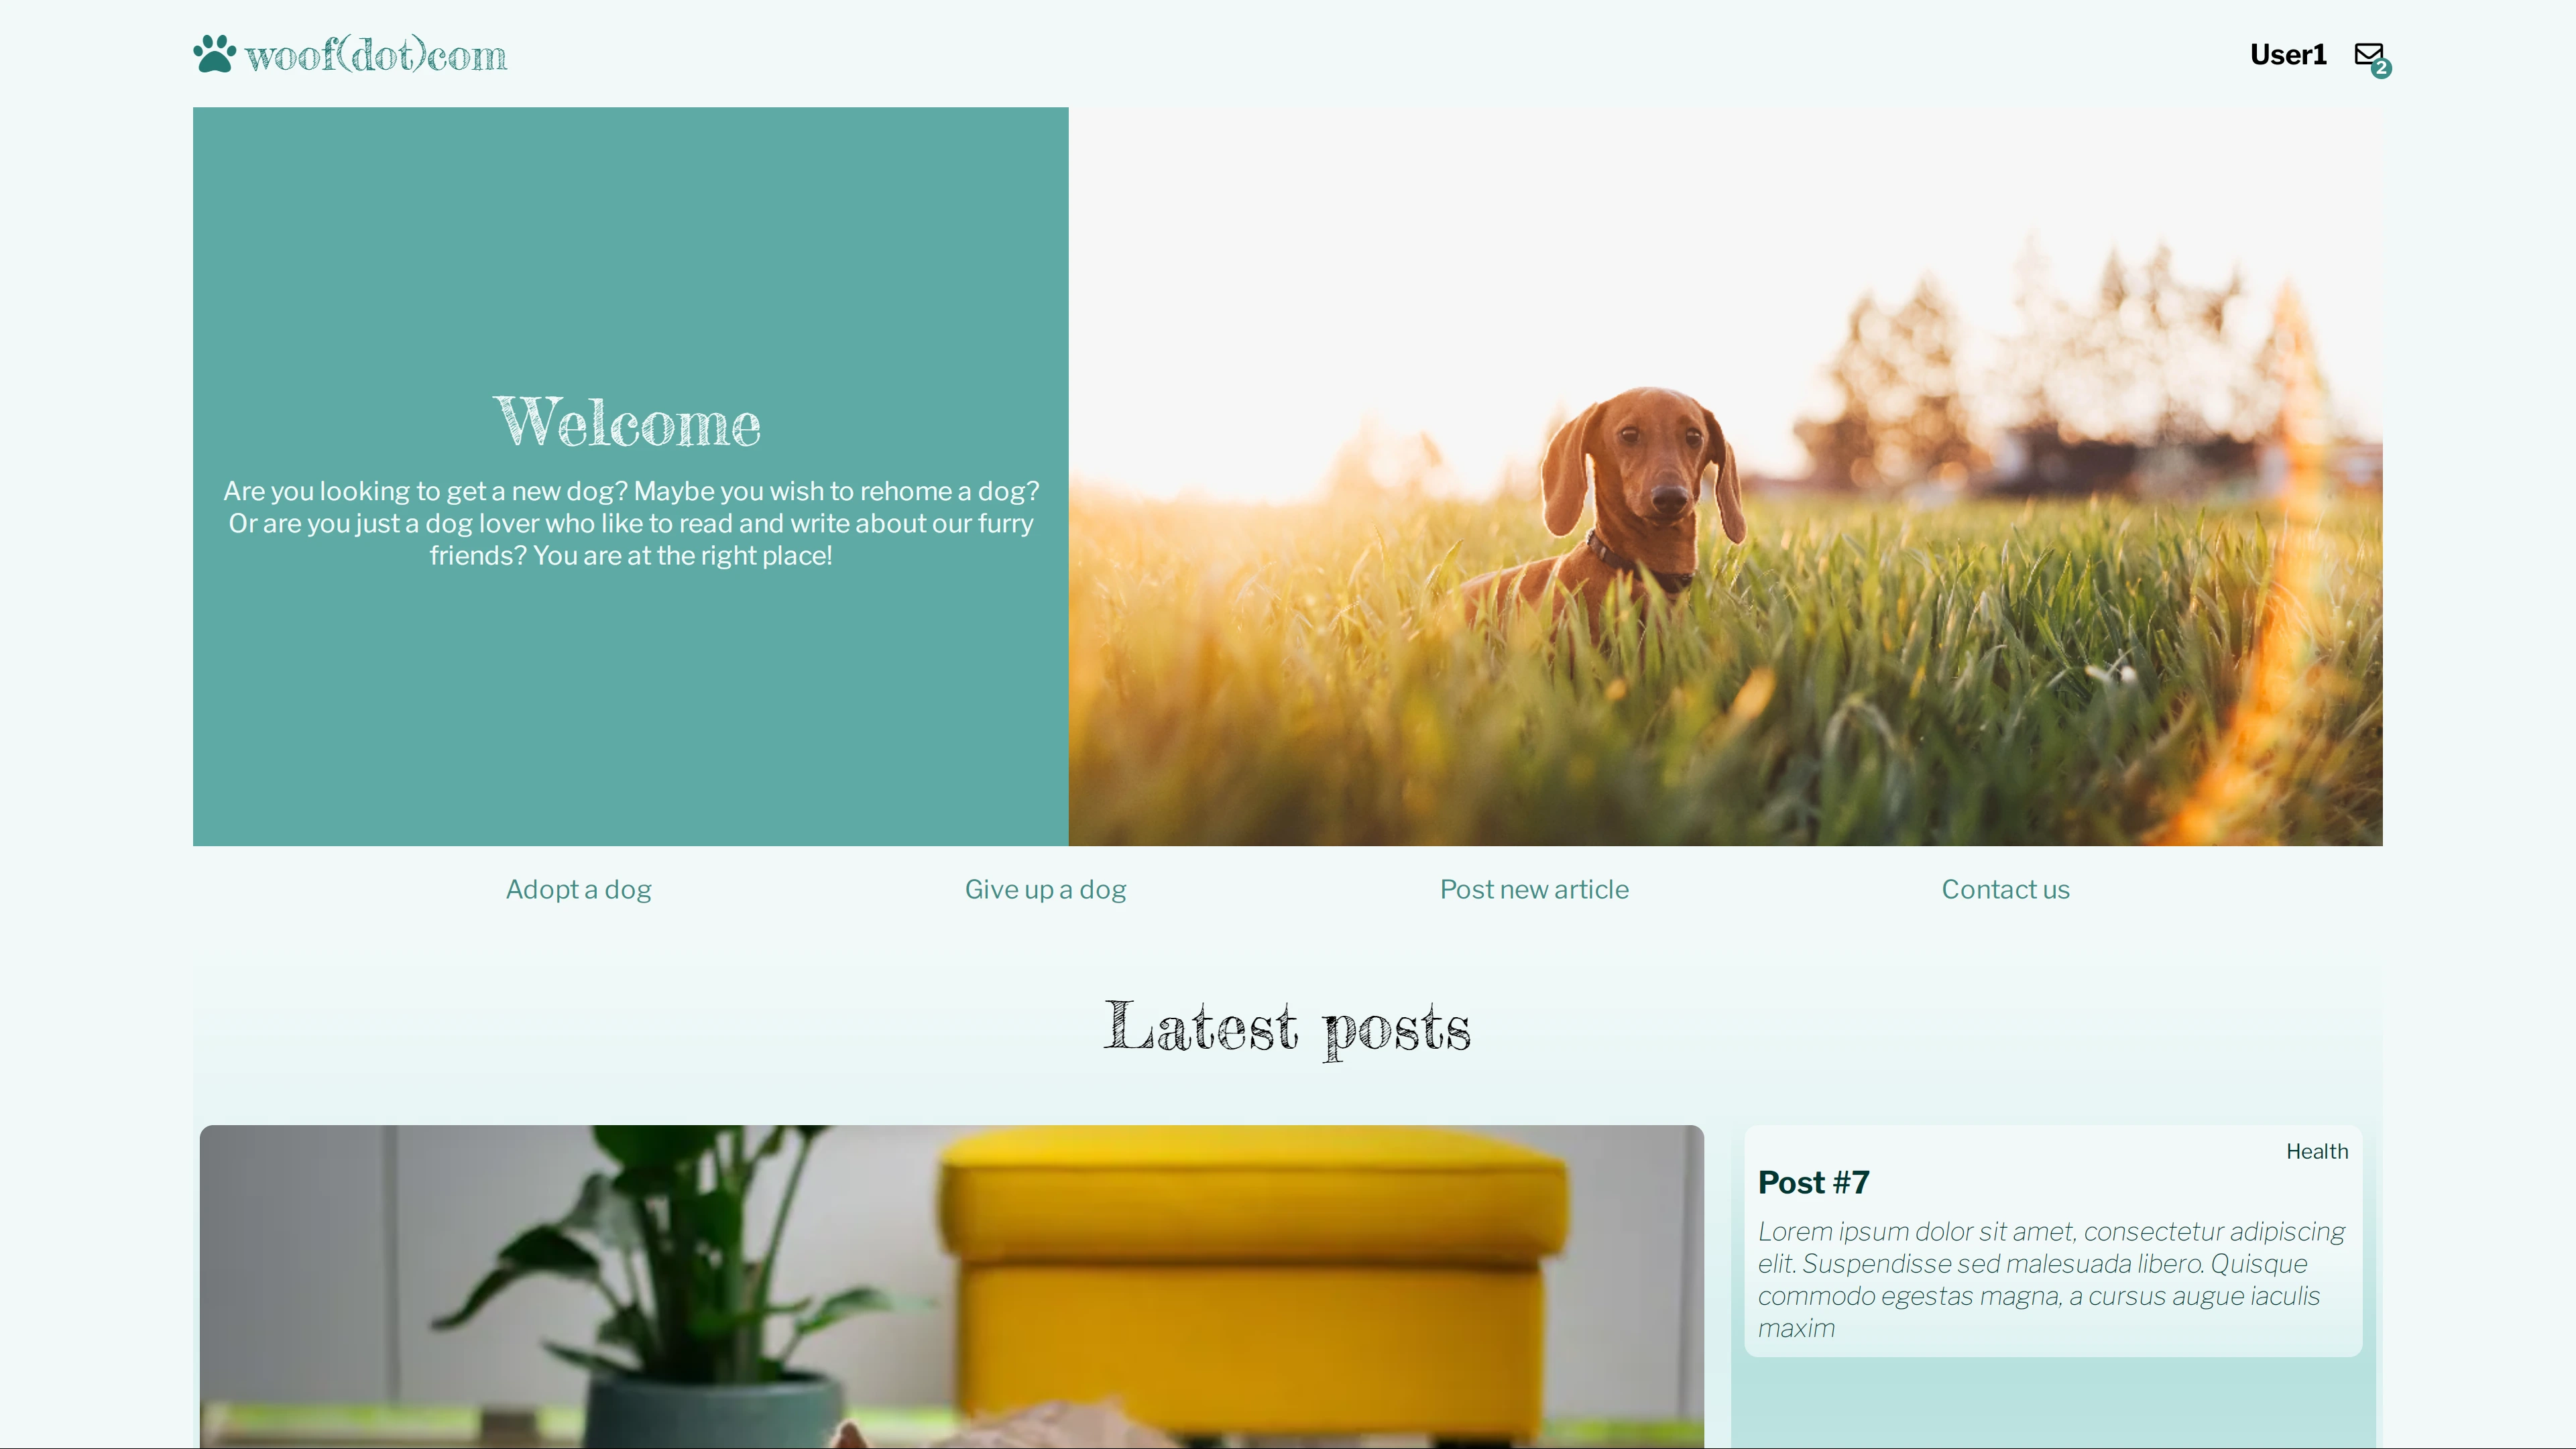 woof(dot)com
User1
2
Welcome
Are you looking to get a new dog? Maybe you wish to rehome a dog?
Or are you just a dog lover who like to read and write about our furry
friends? You are at the right place!
Adopt a dog
Give up a dog
Post new article
Contact us
Latest posts
Health
Post #7
Lorem ipsum dolor sit amet, consectetur adipiscing
elit. Suspendisse sed malesuada libero. Quisque
commodo egestas magna, a cursus augue iaculis
maxim